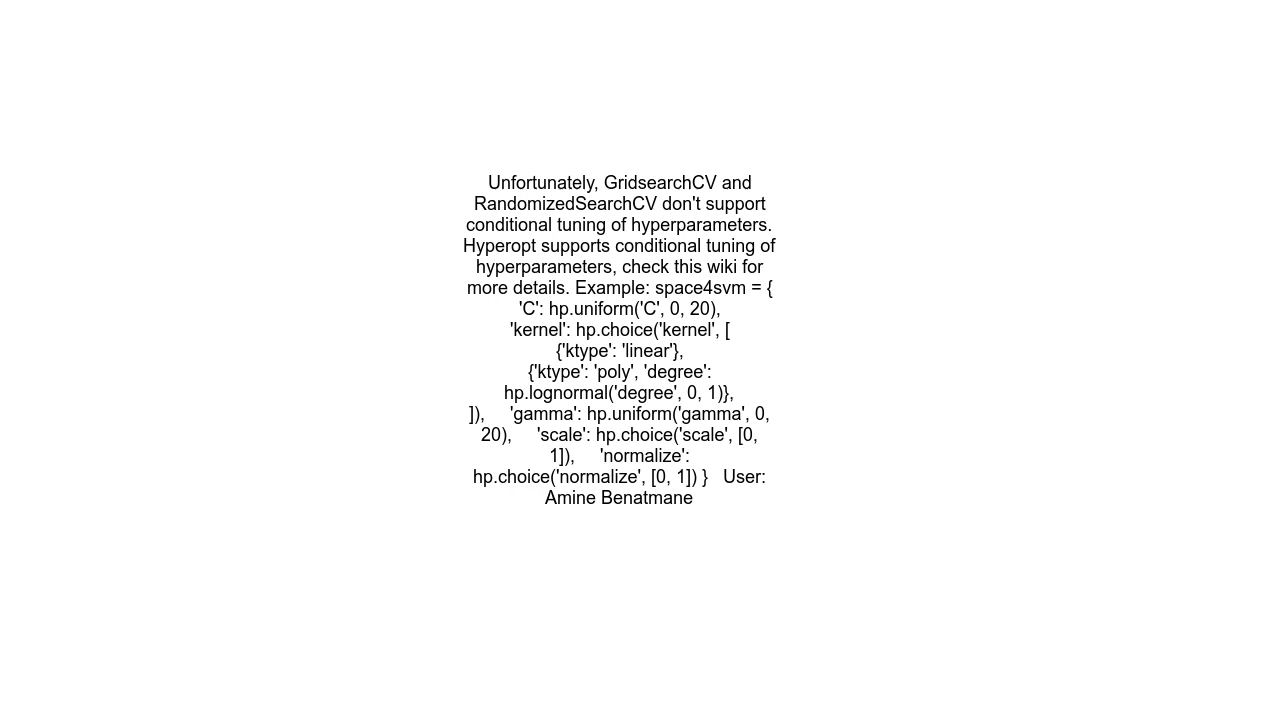 Unfortunately, GridsearchCV and
RandomizedSearchCV don't support
conditional tuning of hyperparameters.
Hyperopt supports conditional tuning of
hyperparameters, check this wiki for
more details. Example: space4svm = {
'C': hp.uniform('C', 0, 20),
'kernel': hp.choice('kernel', [
{'ktype': 'linear'},
{'ktype': 'poly', 'degree':
hp.lognormal('degree', 0, 1)},
]),     'gamma': hp.uniform('gamma', 0,
20),     'scale': hp.choice('scale', [0,
1]),     'normalize':
hp.choice('normalize', [0, 1]) }   User:
Amine Benatmane